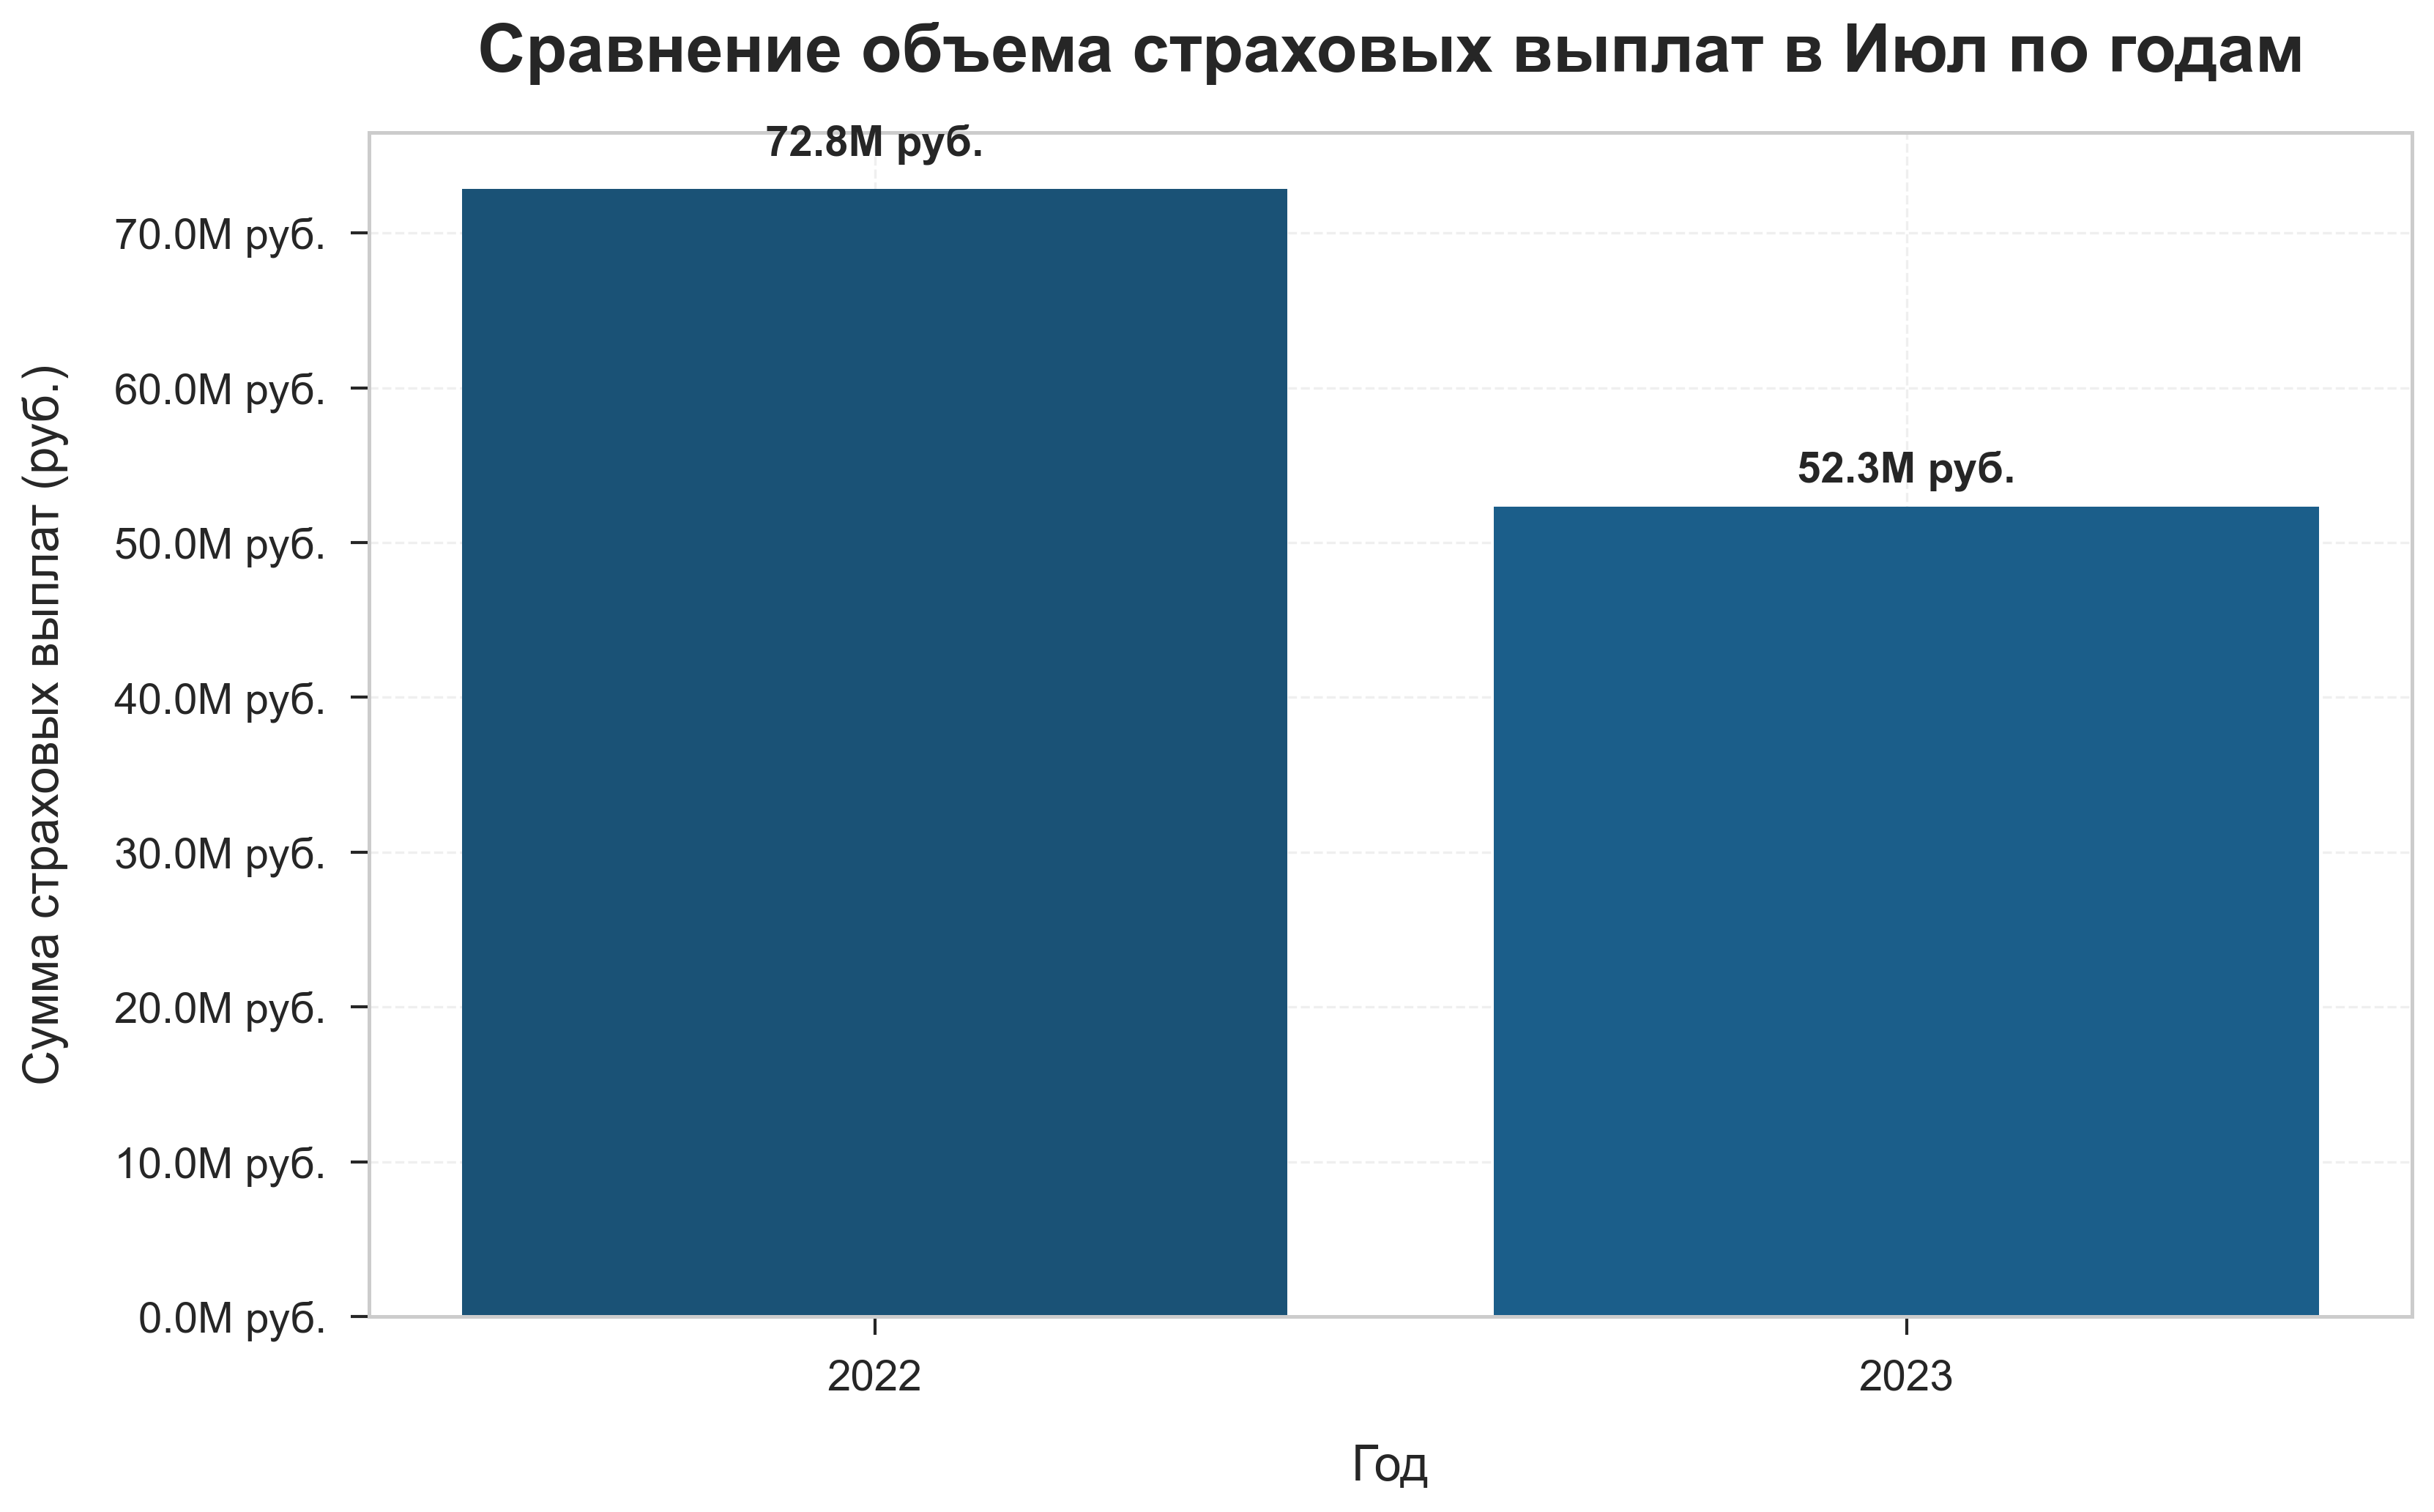 Сравнение объема страховых выплат в Июл по годам
72.8M руб.
52.3M руб.
70.0M руб.
60.0M руб.
50.0M руб.
40.0M руб.
30.0M руб.
20.0M руб.
10.0M руб.
0.0M руб.
Сумма страховых выплат (руб.)
2022
2023
Год